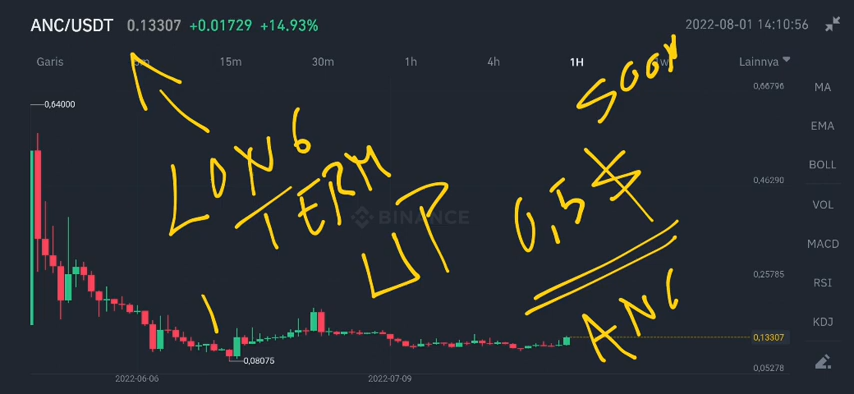 ANC/USDT 0.13307 +0.01729 +14.93% 2022-08-01 14:10:56
Garis 15m 30m 1h 4h 1H Lainnya
0,66796
0,64000
MA
EMA
BOLL
VOL
MACD
RSI
KDJ
0,46290
0,25785
0,13307
0,05278
0,08075
2022-06-06 2022-07-09
BINANCE
LONG
TERM
UP
SOON
0,5$
ANC